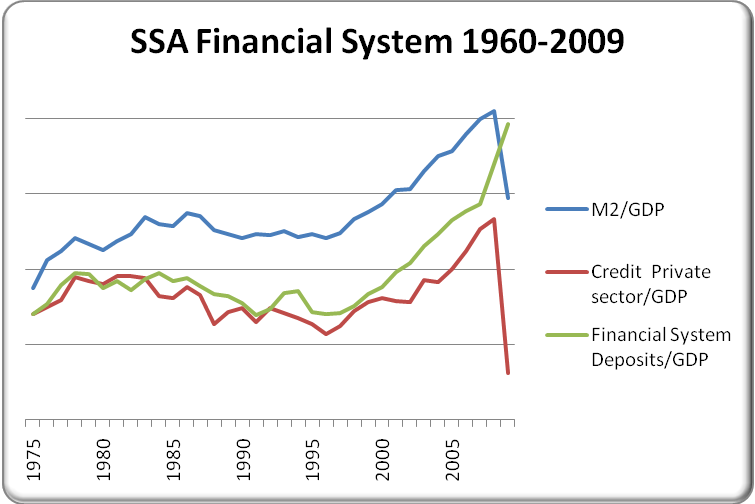 SSA Financial System 1960-2009
M2/GDP
Credit Private
sector/GDP
Financial System
Deposits/GDP
1975
1980
1985
1990
1995
2000
2005